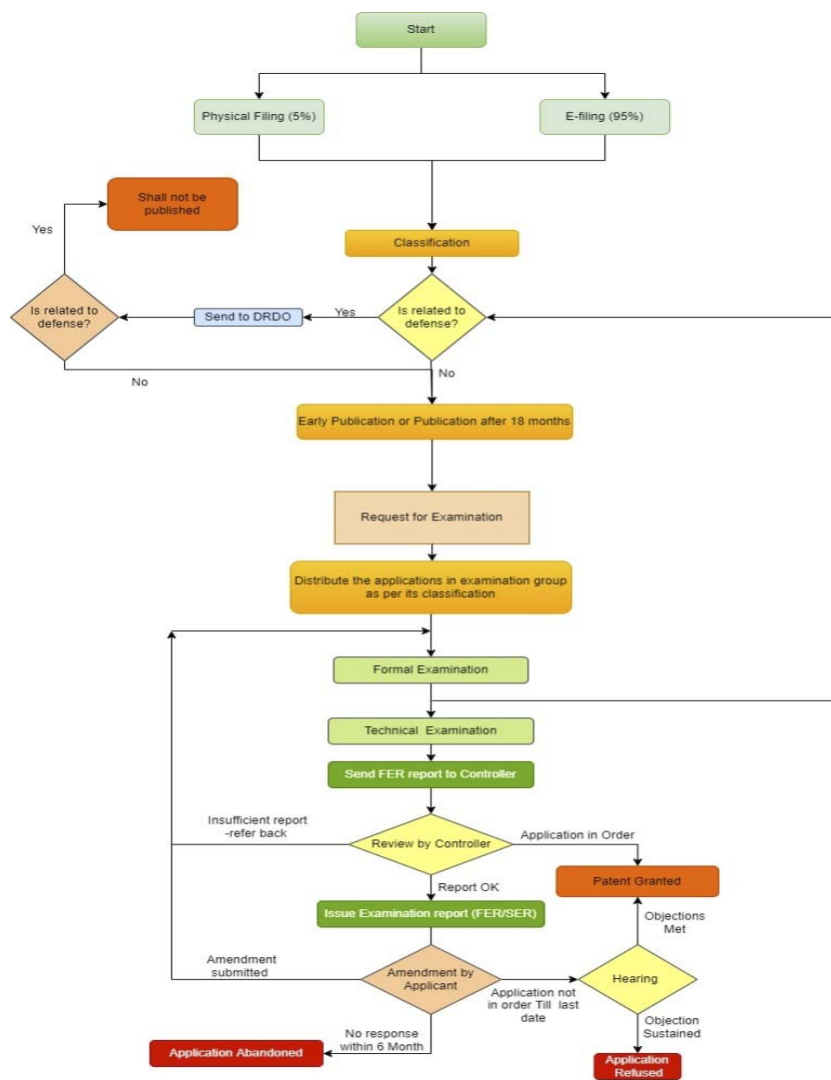 Start
Physical Filing (5%)
E-filing (95%)
Shall not be
published
Yes
Classification
Is related to
defense?
Send to DRDO
Yes
Is related to
defense?
No
No
Early Publication or Publication after 18 months
Request for Examination
Distribute the applications in examination group
as per its classification
Formal Examination
Technical Examination
Send FER report to Controller
Insufficient report
-refer back
Review by Controller
Application in Order
Patent Granted
Report OK
Issue Examination report (FER/SER)
Objections
Met
Amendment
submitted
Amendment by
Applicant
Application not
in order Till last
date
Hearing
No response
within 6 Month
Objection
Sustained
Application Abandoned
Application
Refused